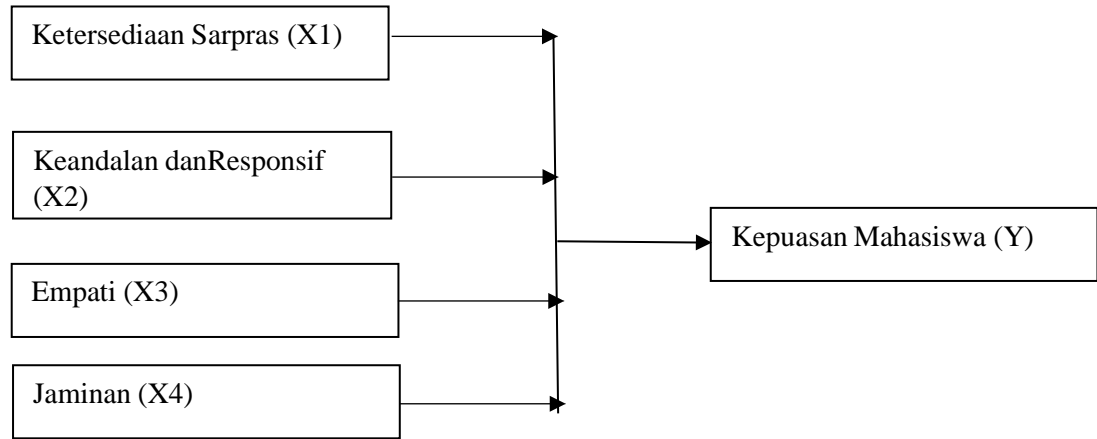 Ketersediaan Sarpras (X1)
Keandalan danResponsif
(X2)
Empati (X3)
Jaminan (X4)
Kepuasan Mahasiswa (Y)